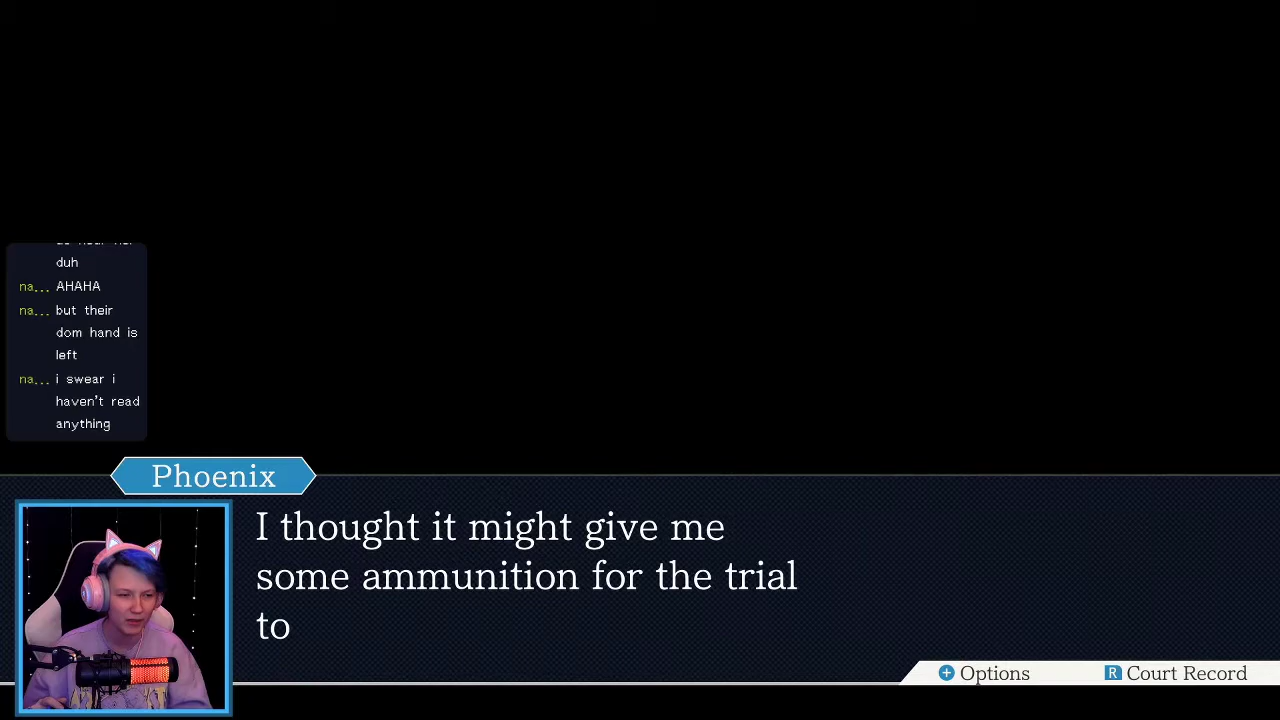 duh
na... AHAHA
na... but their
dom hand is
left
na... i swear i
haven't read
anything
Phoenix
I thought it might give me
some ammunition for the trial
to
+ Options
R Court Record